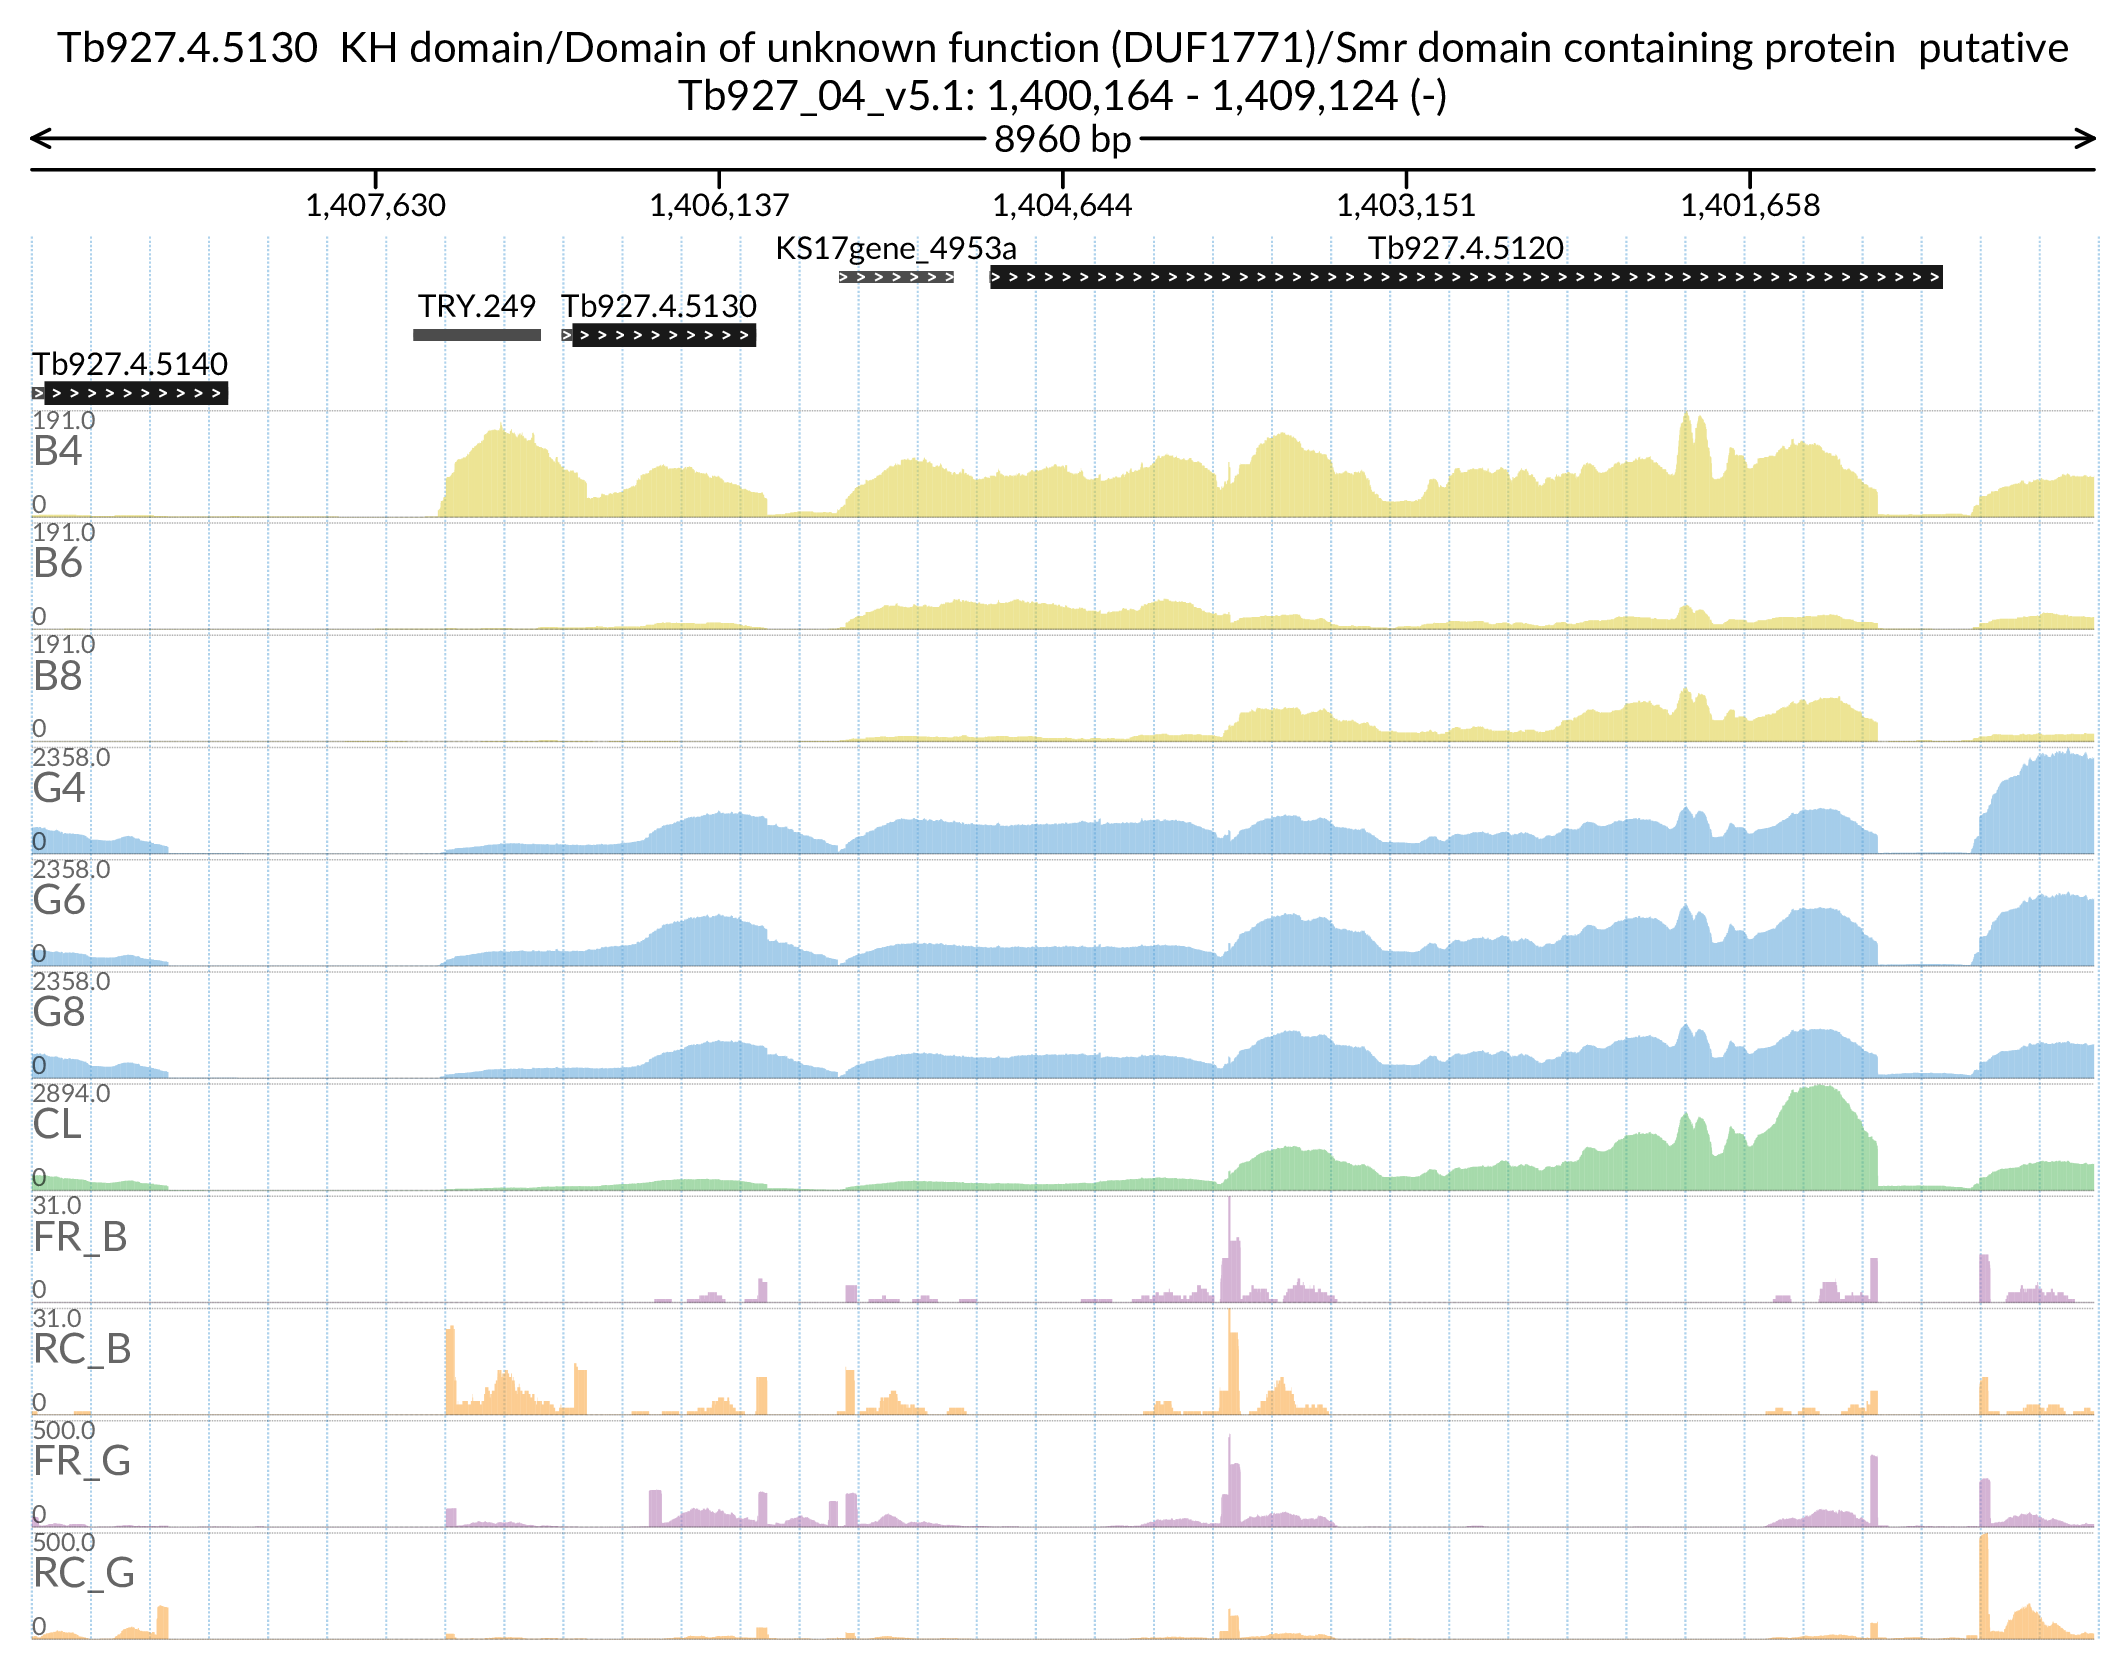 Tb927.4.5130  KH domain/Domain of unknown function (DUF1771)/Smr domain containing protein  putative
Tb927_04_v5.1: 1,400,164 - 1,409,124 (-)
8960 bp
1,407,630 1,406,137 1,404,644 1,403,151 1,401,658
KS17gene_4953a Tb927.4.5120
TRY.249 Tb927.4.5130
Tb927.4.5140
191.0
B4
0
191.0
B6
0
191.0
B8
0
2358.0
G4
0
2358.0
G6
0
2358.0
G8
0
2894.0
CL
0
31.0
FR_B
0
31.0
RC_B
0
500.0
FR_G
0
500.0
RC_G
0